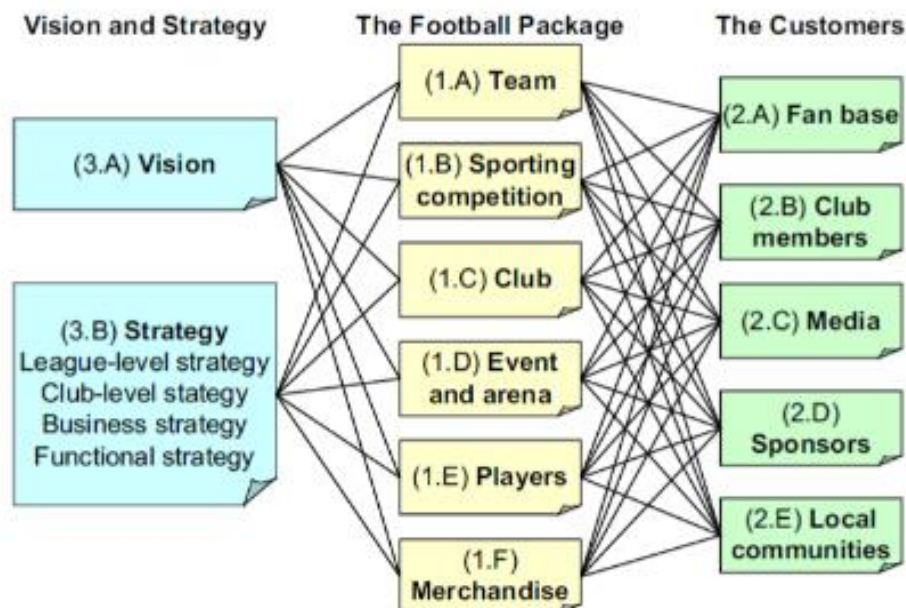 Vision and Strategy
The Football Package
The Customers
(3.A) Vision
(3.B) Strategy
League-level strategy
Club-level stategy
Business strategy
Functional strategy
(1.A) Team
(1.B) Sporting
competition
(1.C) Club
(1.D) Event
and arena
(1.E) Players
(1.F)
Merchandise
(2.A) Fan base
(2.B) Club
members
(2.C) Media
(2.D)
Sponsors
(2.E) Local
communities